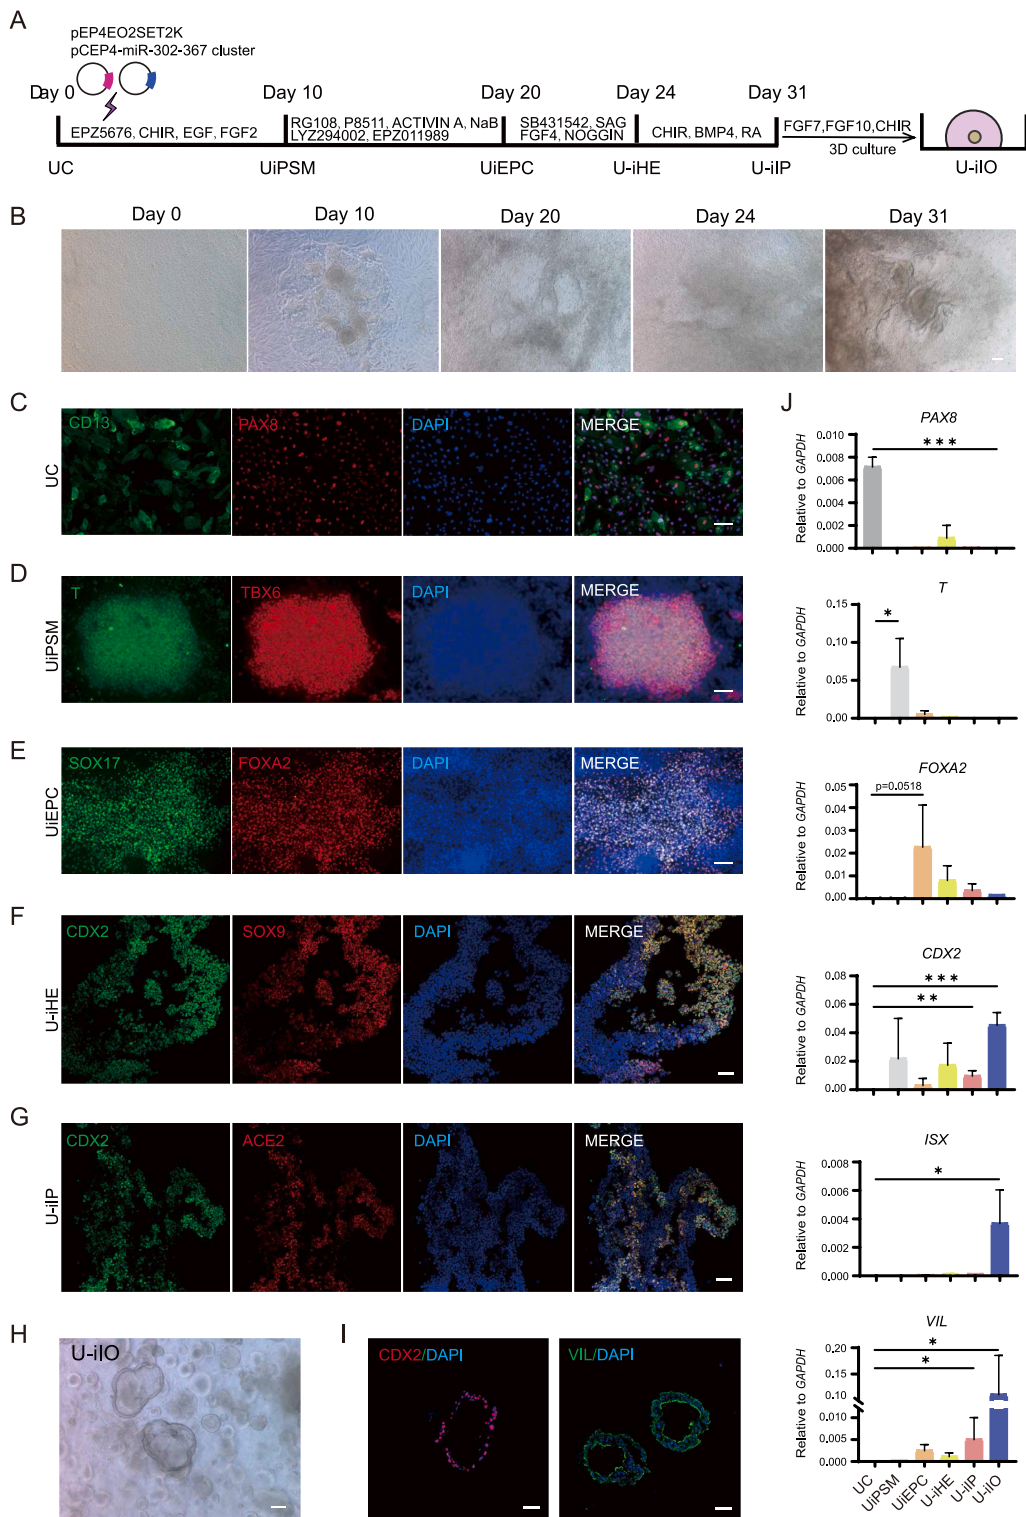 A
pEP4EO2SET2K
pCEP4-miR-302-367 cluster
Day 0 Day 10 Day 20 Day 24 Day 31
EPZ5676, CHIR, EGF, FGF2
RG108, P8511, ACTIVIN A, NaB
LYZ294002, EPZ011989
SB431542, SAG
FGF4, NOGGIN
CHIR, BMP4, RA
FGF7,FGF10,CHIR
3D culture
UC UiPSM UiEPC U-iHE U-iIP U-iIO
B
Day 0 Day 10 Day 20 Day 24 Day 31
C
UC
CD13 PAX8 DAPI MERGE
D
UiPSM
T TBX6 DAPI MERGE
E
UiEPC
SOX17 FOXA2 DAPI MERGE
F
U-iHE
CDX2 SOX9 DAPI MERGE
G
U-iIP
CDX2 ACE2 DAPI MERGE
H
U-iIO
I
CDX2/DAPI VIL/DAPI
J
PAX8
Relative to GAPDH
0.010
0.008
0.006
0.004
0.002
0.000
***
T
Relative to GAPDH
0.15
0.10
0.05
0.00
*
FOXA2
Relative to GAPDH
0.05
0.04
0.03
0.02
0.01
0.00
p=0.0518
CDX2
Relative to GAPDH
0.08
0.06
0.04
0.02
0.00
***
**
ISX
Relative to GAPDH
0.008
0.006
0.004
0.002
0.000
*
VIL
Relative to GAPDH
0.20
0.10
0.010
0.005
0.000
*
*
UC UiPSM UiEPC U-iHE U-iIP U-iIO